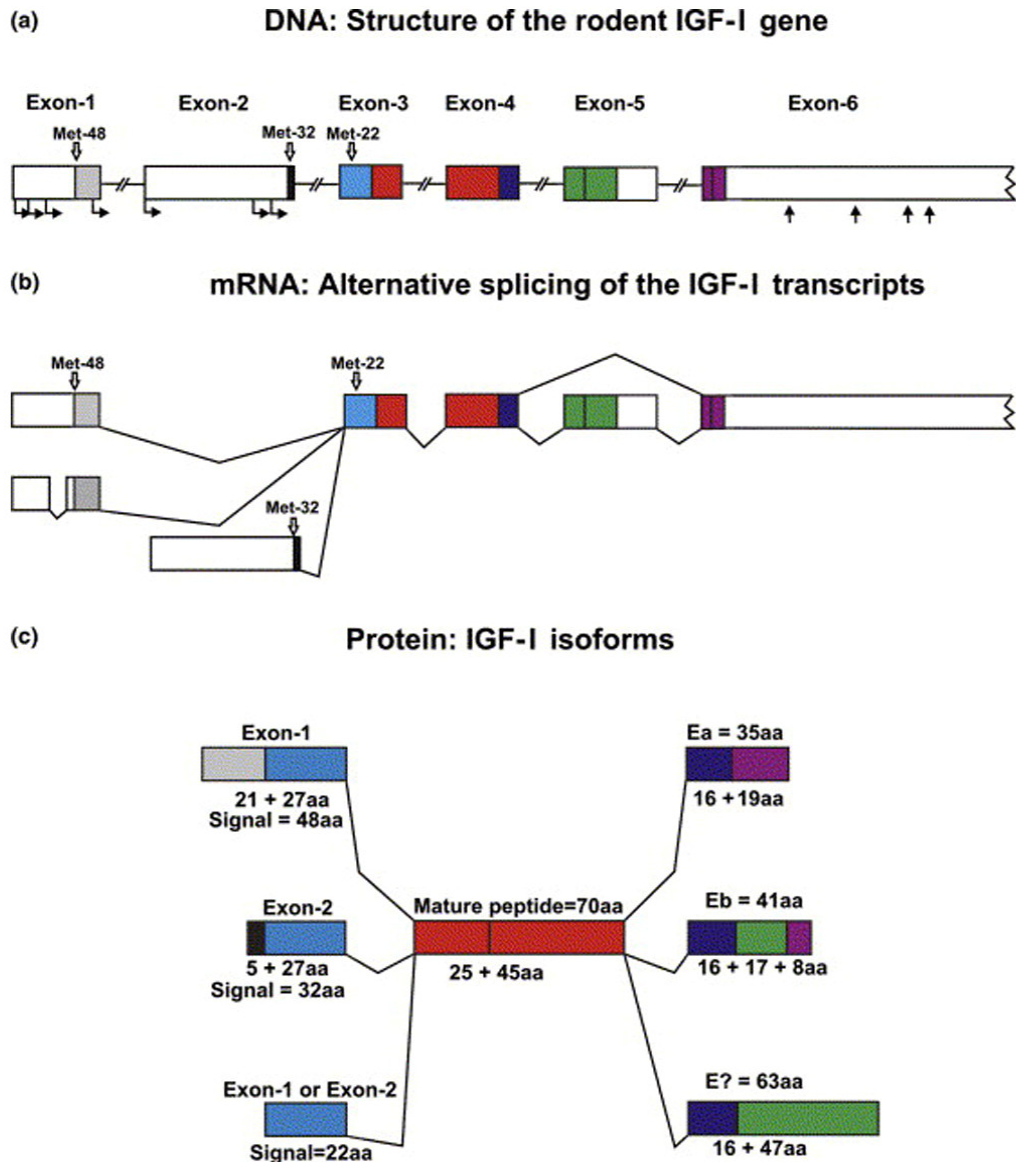 (a) DNA: Structure of the rodent IGF-I gene
Exon-1 Exon-2 Exon-3 Exon-4 Exon-5 Exon-6
Met-48 Met-32 Met-22
(b) mRNA: Alternative splicing of the IGF-I transcripts
Met-48 Met-22
Met-32
(c) Protein: IGF-I isoforms
Exon-1
21 + 27aa
Signal = 48aa
Ea = 35aa
16 +19aa
Exon-2
5 + 27aa
Signal = 32aa
Mature peptide=70aa
25 + 45aa
Eb = 41aa
16 + 17 + 8aa
Exon-1 or Exon-2
Signal=22aa
E? = 63aa
16 + 47aa